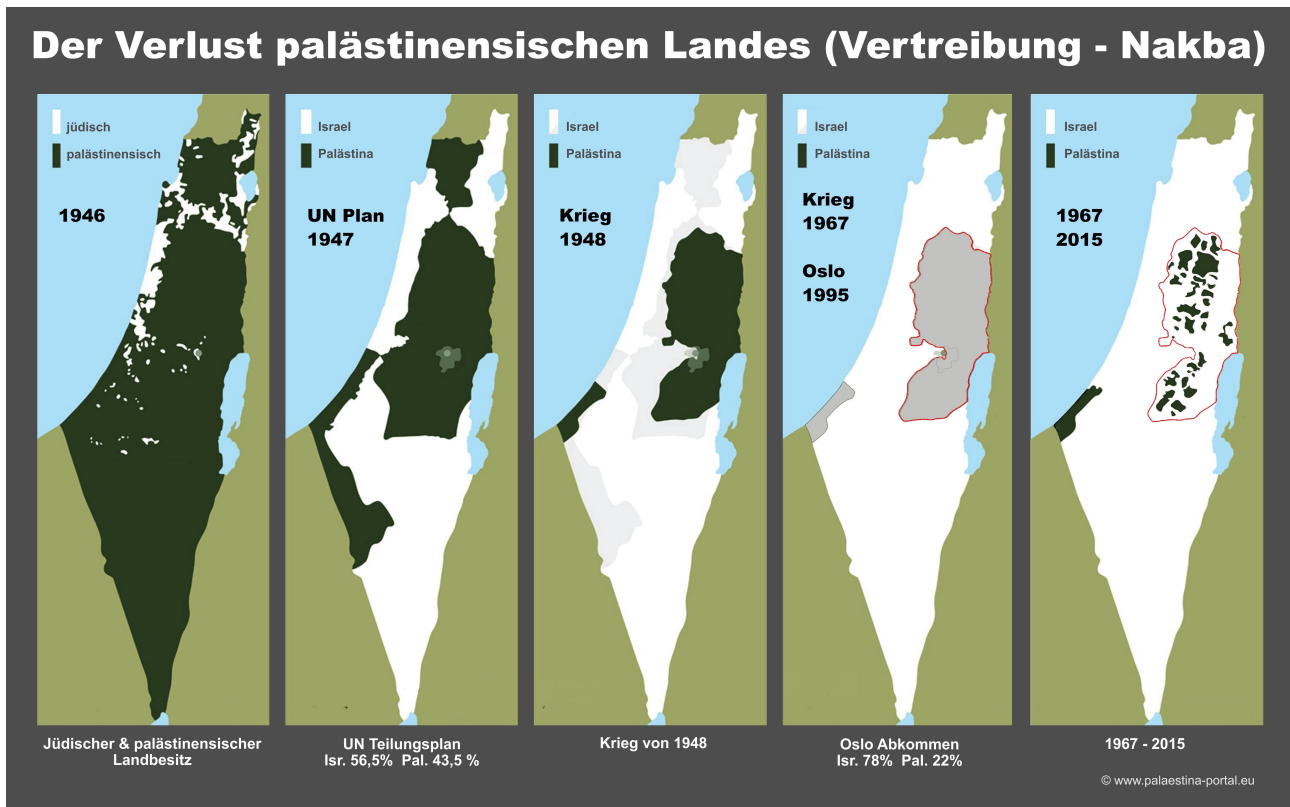 Der Verlust palästinensischen Landes (Vertreibung - Nakba)
jüdisch
palästinensisch
1946
Jüdischer & palästinensischer
Landbesitz
Israel
Palästina
UN Plan
1947
UN Teilungsplan
Isr. 56,5% Pal. 43,5 %
Israel
Palästina
Krieg
1948
Krieg von 1948
Israel
Palästina
Krieg
1967
Oslo
1995
Oslo Abkommen
Isr. 78% Pal. 22%
Israel
Palästina
1967
2015
1967 - 2015
© www.palaestina-portal.eu